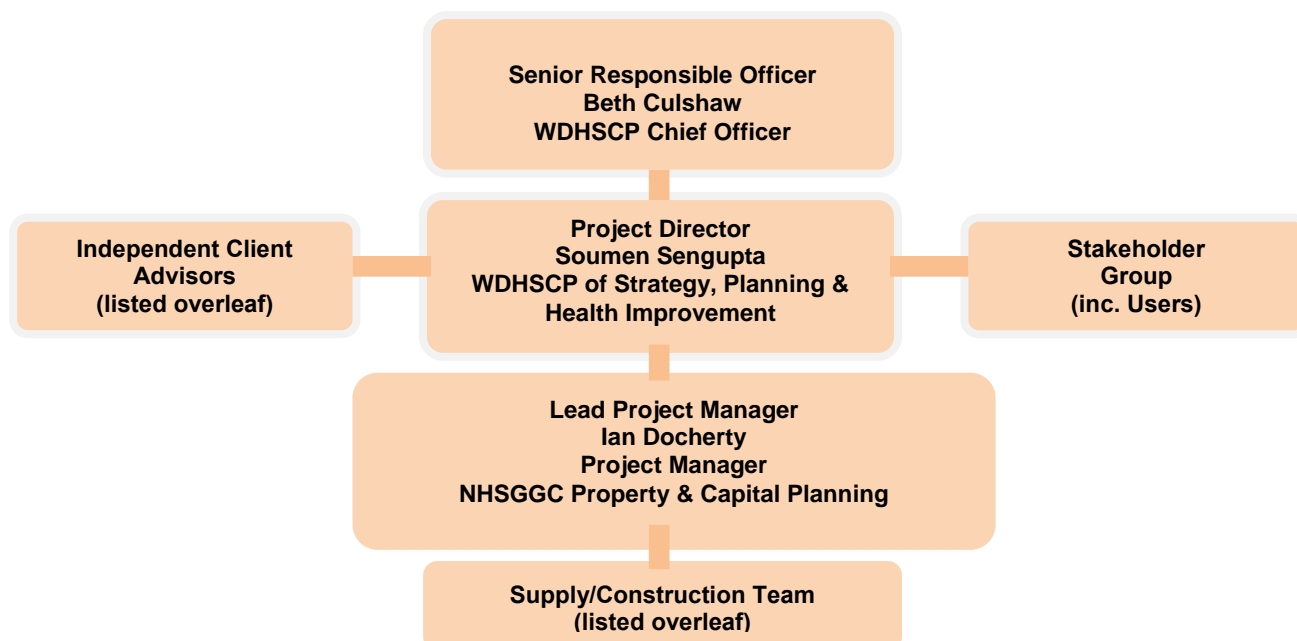 Senior Responsible Officer
Beth Culshaw
WDHSCP Chief Officer
Independent Client
Advisors
(listed overleaf)
Project Director
Soumen Sengupta
WDHSCP of Strategy, Planning &
Health Improvement
Stakeholder
Group
(inc. Users)
Lead Project Manager
Ian Docherty
Project Manager
NHSGGC Property & Capital Planning
Supply/Construction Team
(listed overleaf)